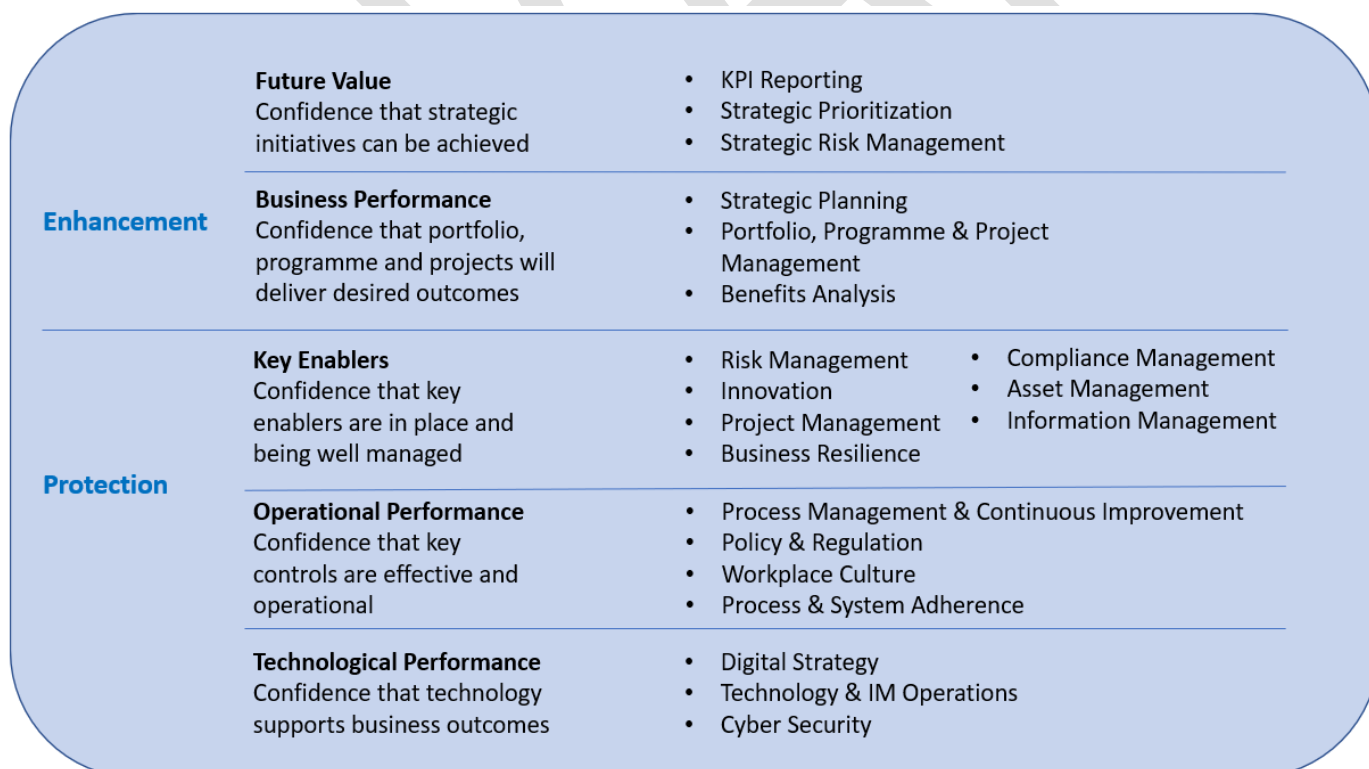 Enhancement
Future Value
Confidence that strategic
initiatives can be achieved
• KPI Reporting
• Strategic Prioritization
• Strategic Risk Management
Business Performance
Confidence that portfolio,
programme and projects will
deliver desired outcomes
• Strategic Planning
• Portfolio, Programme & Project
Management
• Benefits Analysis
Protection
Key Enablers
Confidence that key
enablers are in place and
being well managed
• Risk Management
• Innovation
• Project Management
• Business Resilience
• Compliance Management
• Asset Management
• Information Management
Operational Performance
Confidence that key
controls are effective and
operational
• Process Management & Continuous Improvement
• Policy & Regulation
• Workplace Culture
• Process & System Adherence
Technological Performance
Confidence that technology
supports business outcomes
• Digital Strategy
• Technology & IM Operations
• Cyber Security